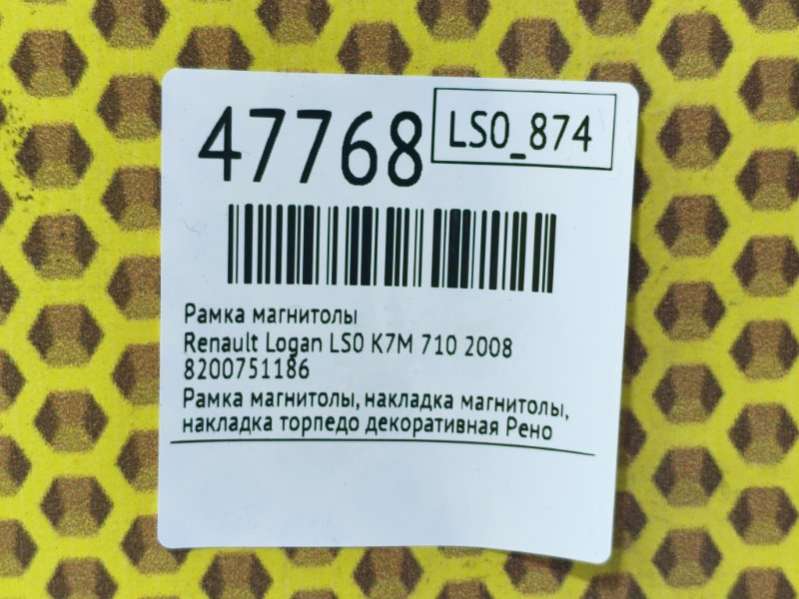 47768
LS0_874
Рамка магнитолы
Renault Logan LS0 K7M 710 2008
8200751186
Рамка магнитолы, накладка магнитолы,
накладка торпедо декоративная Рено